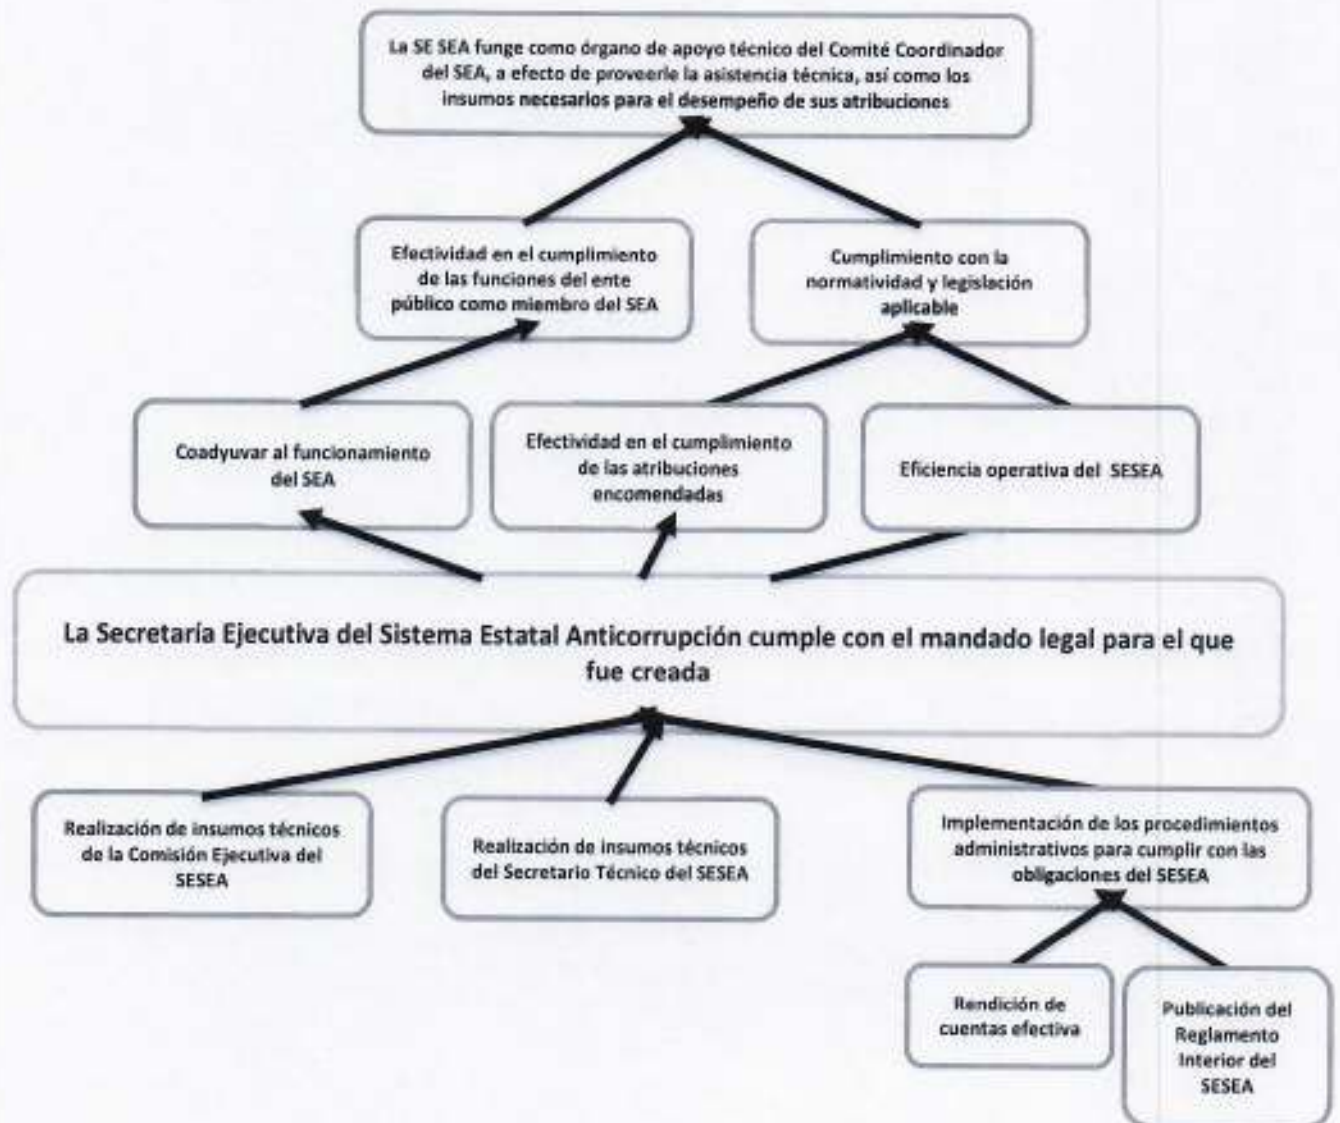 La SE SEA funge como órgano de apoyo técnico del Comité Coordinador
del SEA, a efecto de proveerle la asistencia técnica, así como los
insumos necesarios para el desempeño de sus atribuciones
Efectividad en el cumplimiento
de las funciones del ente
público como miembro del SEA
Cumplimiento con la
normatividad y legislación
aplicable
Coadyuvar al funcionamiento
del SEA
Efectividad en el cumplimiento
de las atribuciones
encomendadas
Eficiencia operativa del SESEA
La Secretaría Ejecutiva del Sistema Estatal Anticorrupción cumple con el mandado legal para el que
fue creada
Realización de insumos técnicos
de la Comisión Ejecutiva del
SESEA
Realización de insumos técnicos
del Secretario Técnico del SESEA
Implementación de los procedimientos
administrativos para cumplir con las
obligaciones del SESEA
Rendición de
cuentas efectiva
Publicación del
Reglamento
Interior del
SESEA